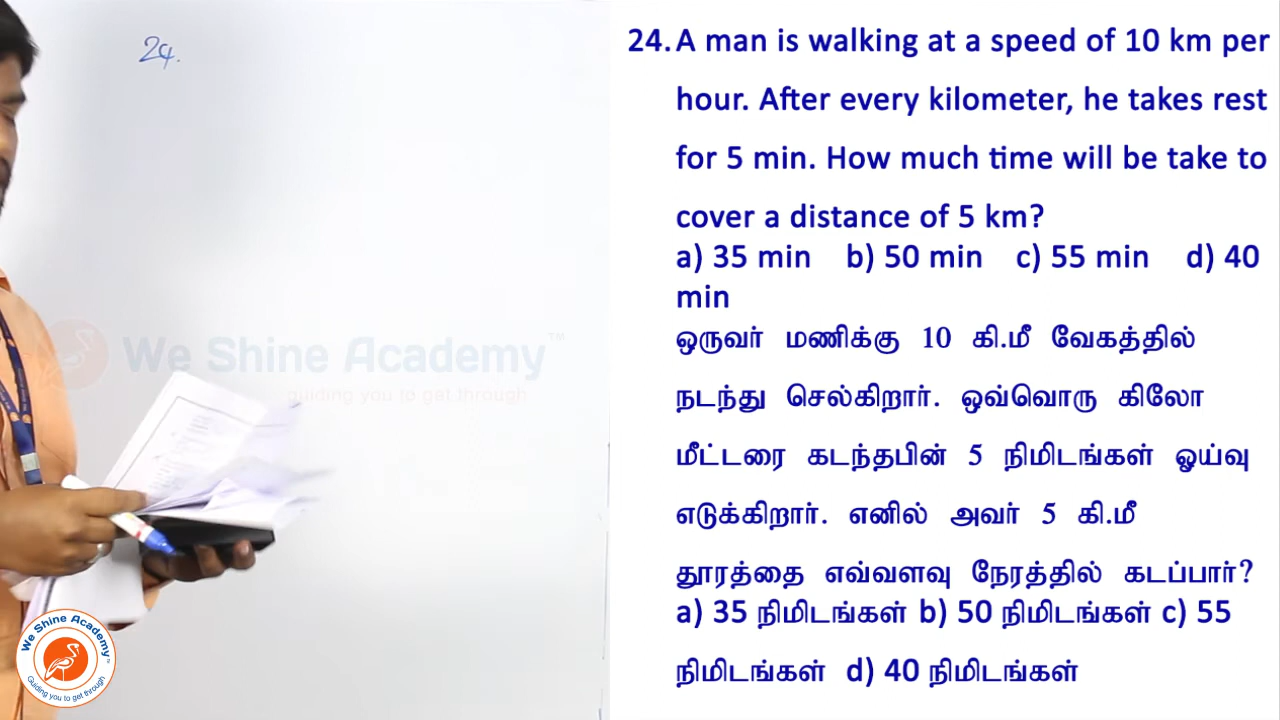 24.
24. A man is walking at a speed of 10 km per
hour. After every kilometer, he takes rest
for 5 min. How much time will be take to
cover a distance of 5 km?
a) 35 min b) 50 min c) 55 min d) 40
min
ஒருவர் மணிக்கு 10 கி.மீ வேகத்தில்
நடந்து செல்கிறார். ஒவ்வொரு கிலோ
மீட்டரை கடந்தபின் 5 நிமிடங்கள் ஓய்வு
எடுக்கிறார். எனில் அவர் 5 கி.மீ
தூரத்தை எவ்வளவு நேரத்தில் கடப்பார்?
a) 35 நிமிடங்கள் b) 50 நிமிடங்கள் c) 55
நிமிடங்கள் d) 40 நிமிடங்கள்
We Shine Academy™
guiding you to get through
We Shine Academy
Guiding you to get through